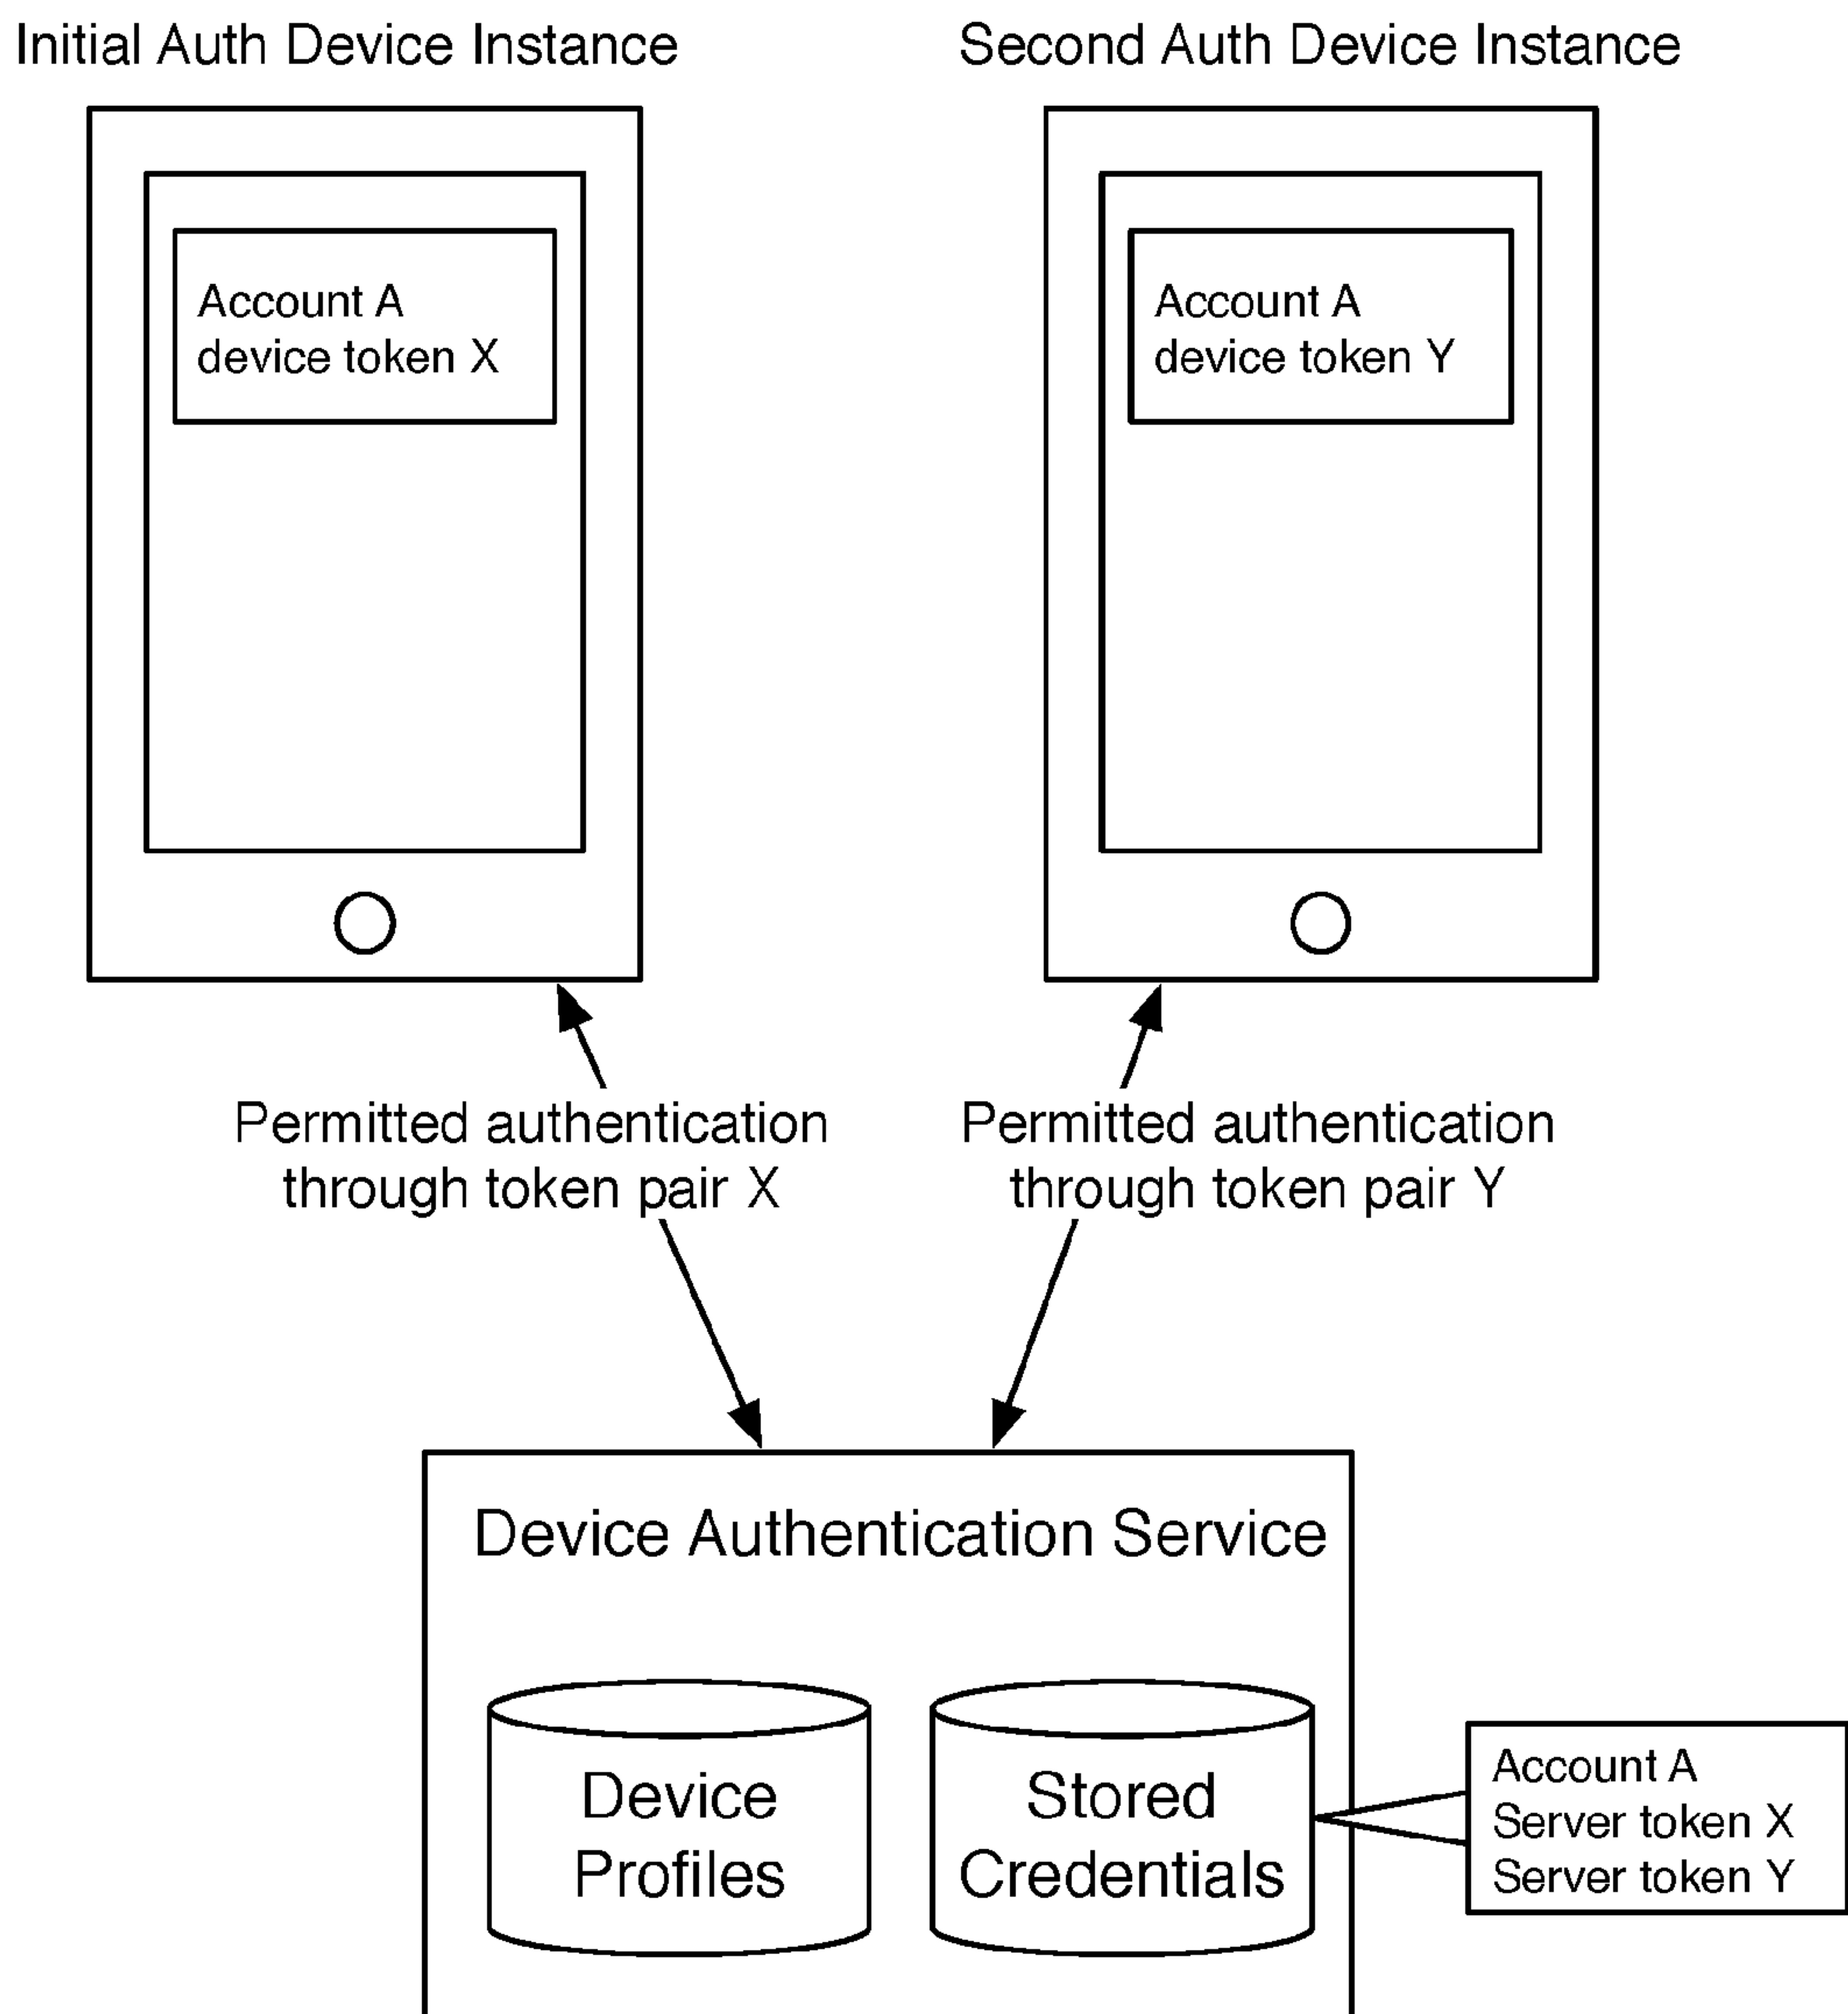 Initial Auth Device Instance
Second Auth Device Instance
Account A
device token X
Account A
device token Y
Permitted authentication
through token pair X
Permitted authentication
through token pair Y
Device Authentication Service
Device
Profiles
Stored
Credentials
Account A
Server token X
Server token Y